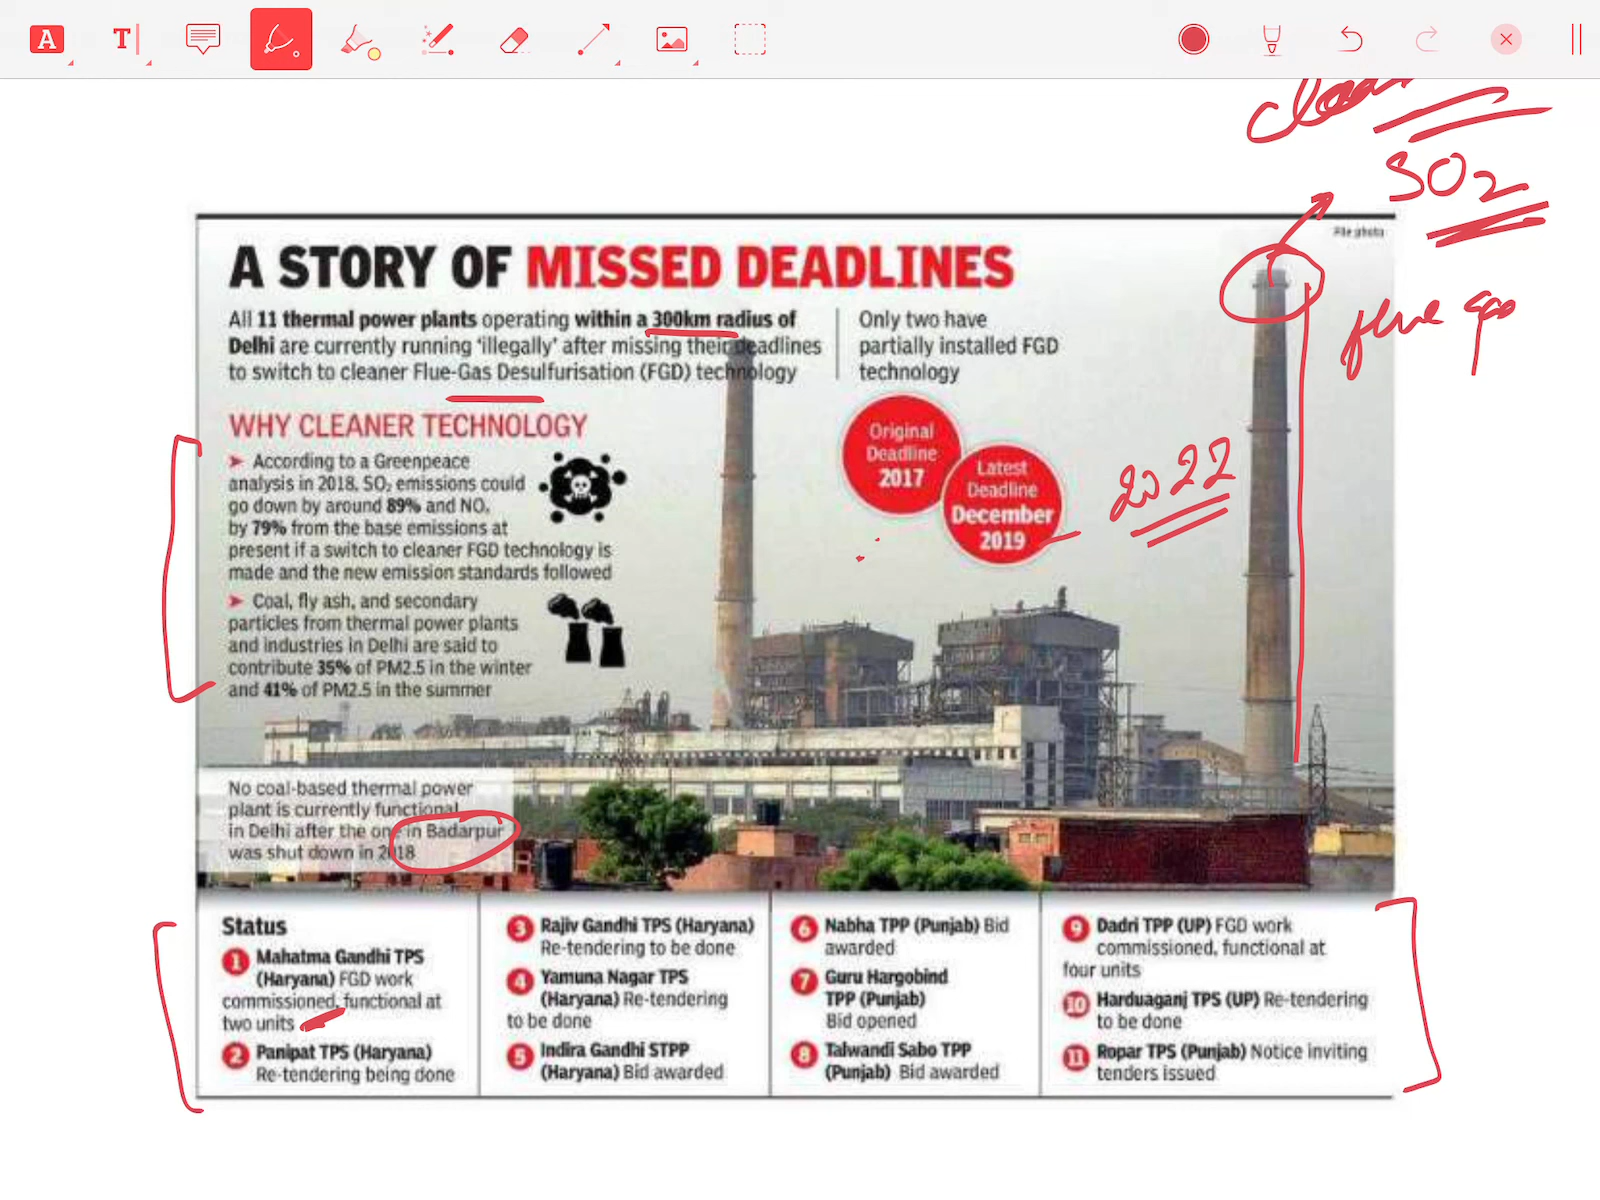 A
T
SO2
File photo
A STORY OF MISSED DEADLINES
All 11 thermal power plants operating within a 300km radius of
Delhi are currently running 'illegally' after missing their deadlines
to switch to cleaner Flue-Gas Desulfurisation (FGD) technology
Only two have
partially installed FGD
technology
flue gas
WHY CLEANER TECHNOLOGY
➤ According to a Greenpeace
analysis in 2018, SO₂ emissions could
go down by around 89% and NOₓ
by 79% from the base emissions at
present if a switch to cleaner FGD technology is
made and the new emission standards followed
➤ Coal, fly ash, and secondary
particles from thermal power plants
and industries in Delhi are said to
contribute 35% of PM2.5 in the winter
and 41% of PM2.5 in the summer
Original
Deadline
2017
Latest
Deadline
December
2019
2022
No coal-based thermal power
plant is currently functional
in Delhi after the one in Badarpur
was shut down in 2018
Status
1 Mahatma Gandhi TPS
(Haryana) FGD work
commissioned, functional at
two units
2 Panipat TPS (Haryana)
Re-tendering being done
3 Rajiv Gandhi TPS (Haryana)
Re-tendering to be done
4 Yamuna Nagar TPS
(Haryana) Re-tendering
to be done
5 Indira Gandhi STPP
(Haryana) Bid awarded
6 Nabha TPP (Punjab) Bid
awarded
7 Guru Hargobind
TPP (Punjab)
Bid opened
8 Talwandi Sabo TPP
(Punjab) Bid awarded
9 Dadri TPP (UP) FGD work
commissioned, functional at
four units
10 Harduaganj TPS (UP) Re-tendering
to be done
11 Ropar TPS (Punjab) Notice inviting
tenders issued